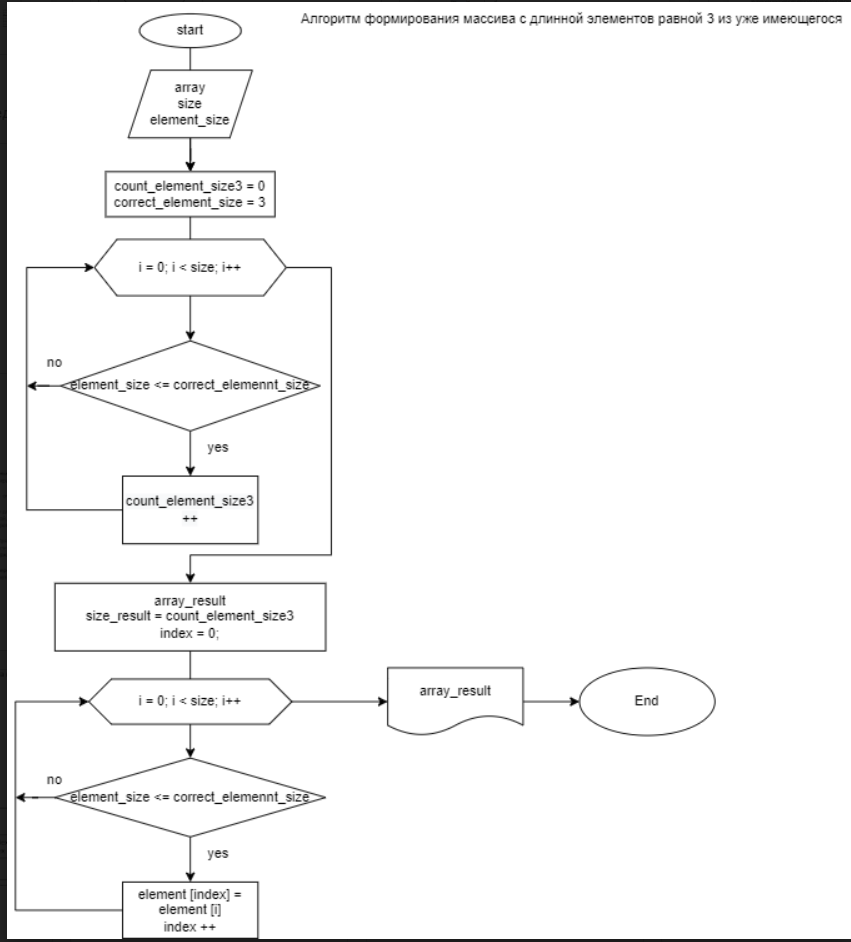 Алгоритм формирования массива с длинной элементов равной 3 из уже имеющегося
start
array
size
element_size
count_element_size3 = 0
correct_element_size = 3
i = 0; i < size; i++
no
element_size <= correct_elemennt_size
yes
count_element_size3
++
array_result
size_result = count_element_size3
index = 0;
i = 0; i < size; i++
array_result
End
no
element_size <= correct_elemennt_size
yes
element [index] =
element [i]
index ++